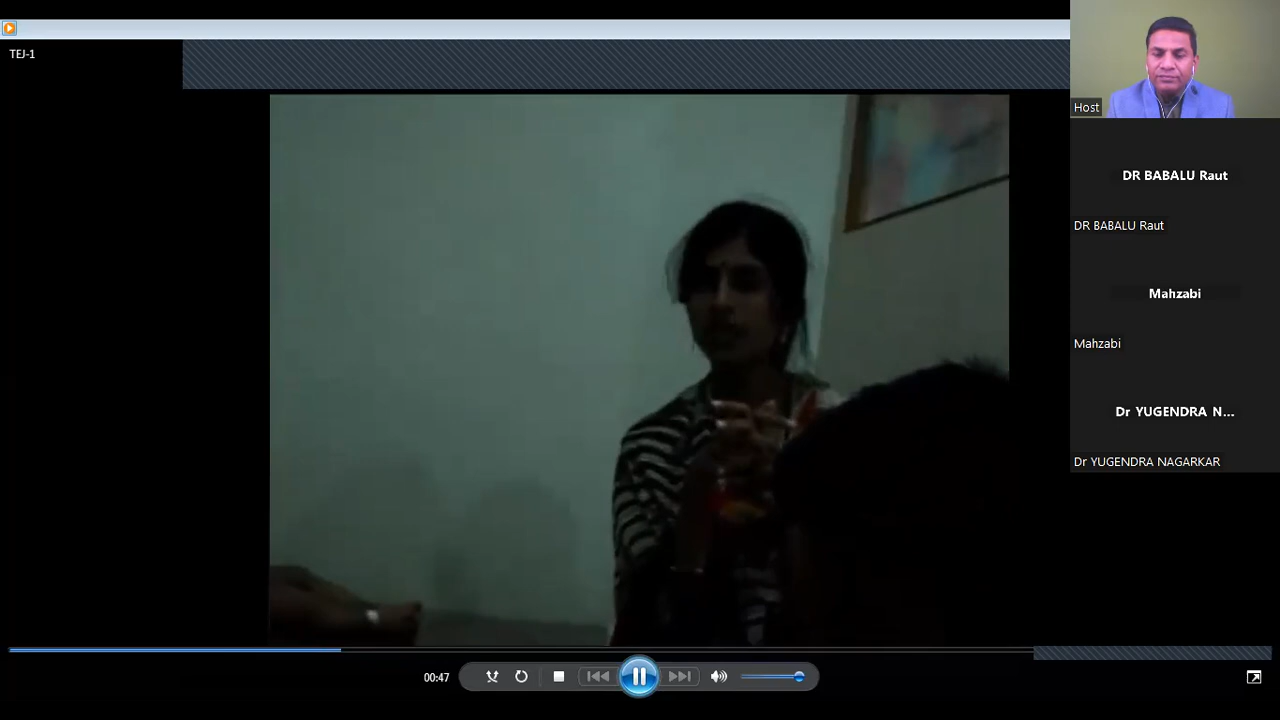 TEJ-1
Host
DR BABALU Raut
DR BABALU Raut
Mahzabi
Mahzabi
Dr YUGENDRA N...
Dr YUGENDRA NAGARKAR
00:47